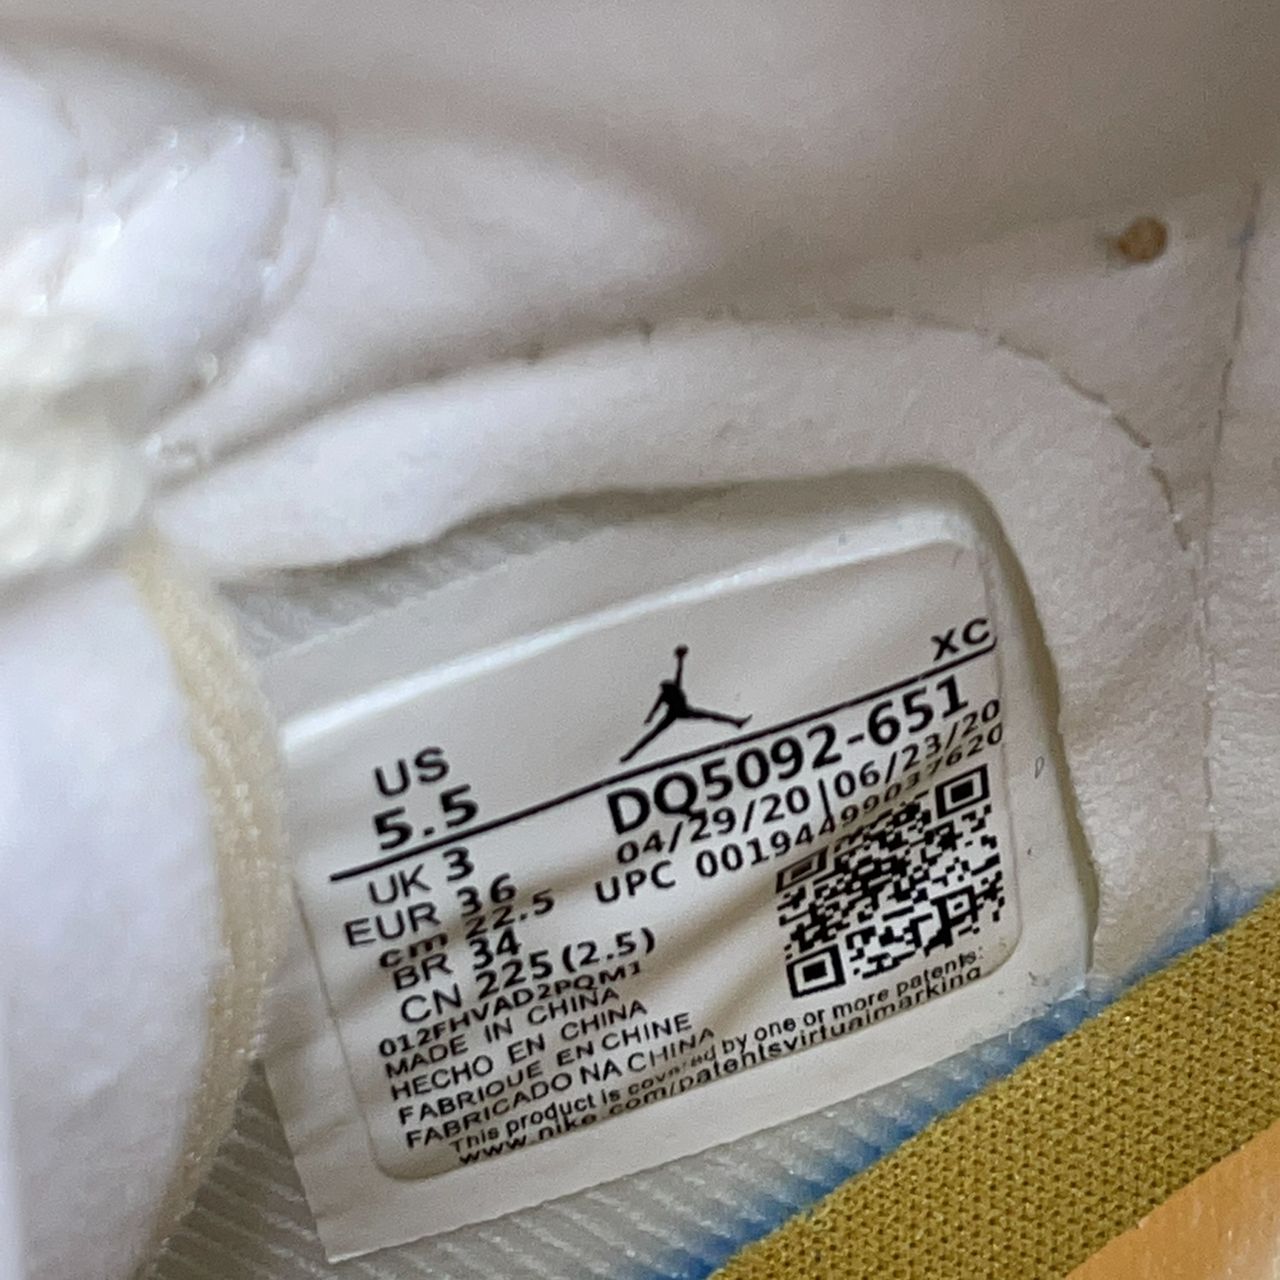 XC
US
5.5
DQ5092-651
04/29/20|06/23/20
UPC 00194499037620
UK 3
EUR 36
cm 22.5
BR 34
CN 225(2.5)
012FHVAD2PQM1
MADE IN CHINA
HECHO EN CHINA
FABRIQUE EN CHINE
FABRICADO NA CHINA
This product is covered by one or more patents:
www.nike.com/patentsvirtualmarking